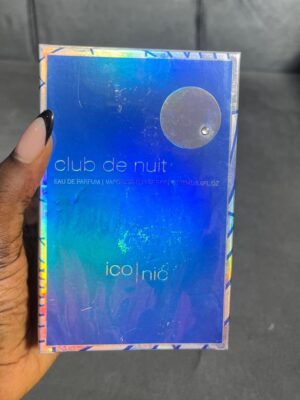 club de nuit
EAU DE PARFUM |
ico|nic